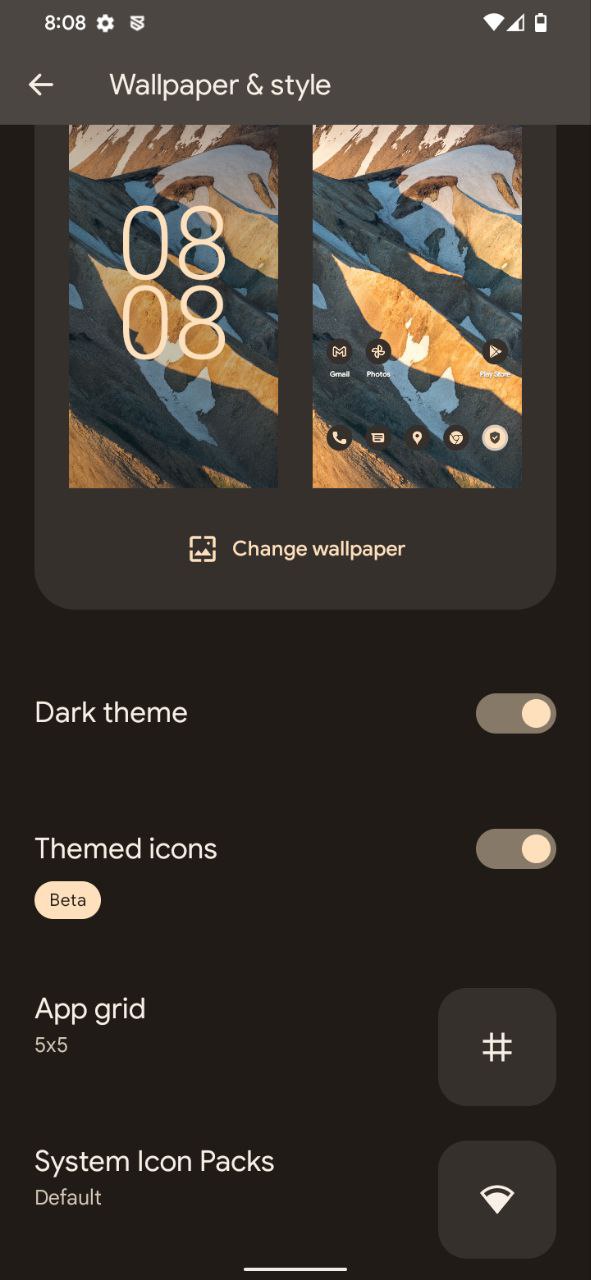 8:08
Wallpaper & style
08
08
Gmail
Photos
Play Store
Change wallpaper
Dark theme
Themed icons
Beta
App grid
5x5
System Icon Packs
Default